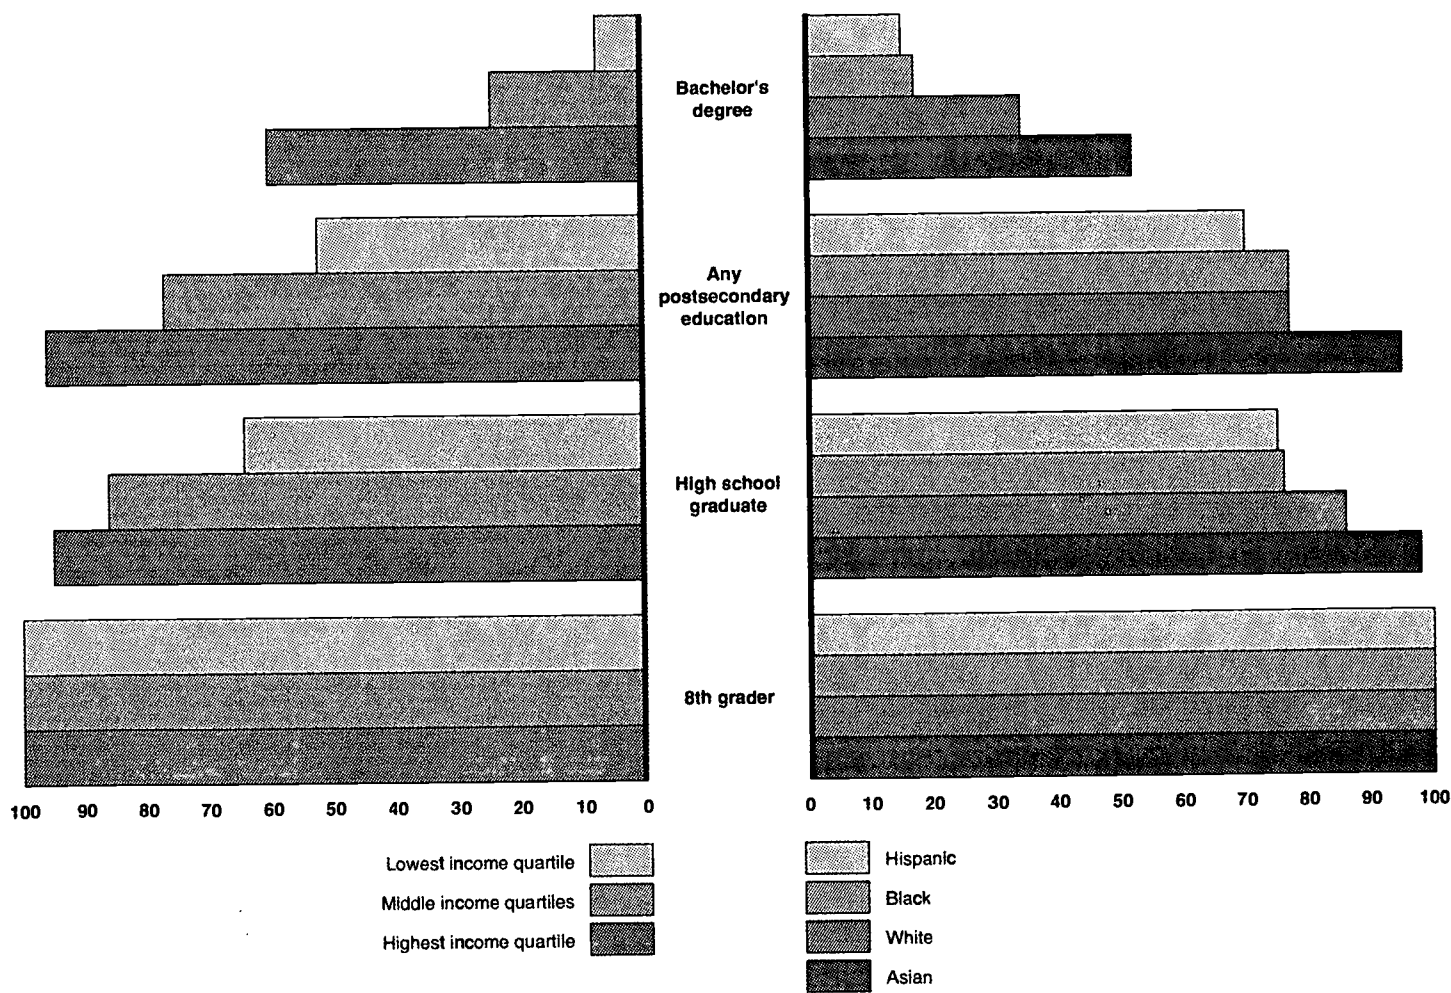 Bachelor's
degree
Any
postsecondary
education
High school
graduate
8th grader
100 90 80 70 60 50 40 30 20 10 0
0 10 20 30 40 50 60 70 80 90 100
Lowest income quartile
Middle income quartiles
Highest income quartile
Hispanic
Black
White
Asian